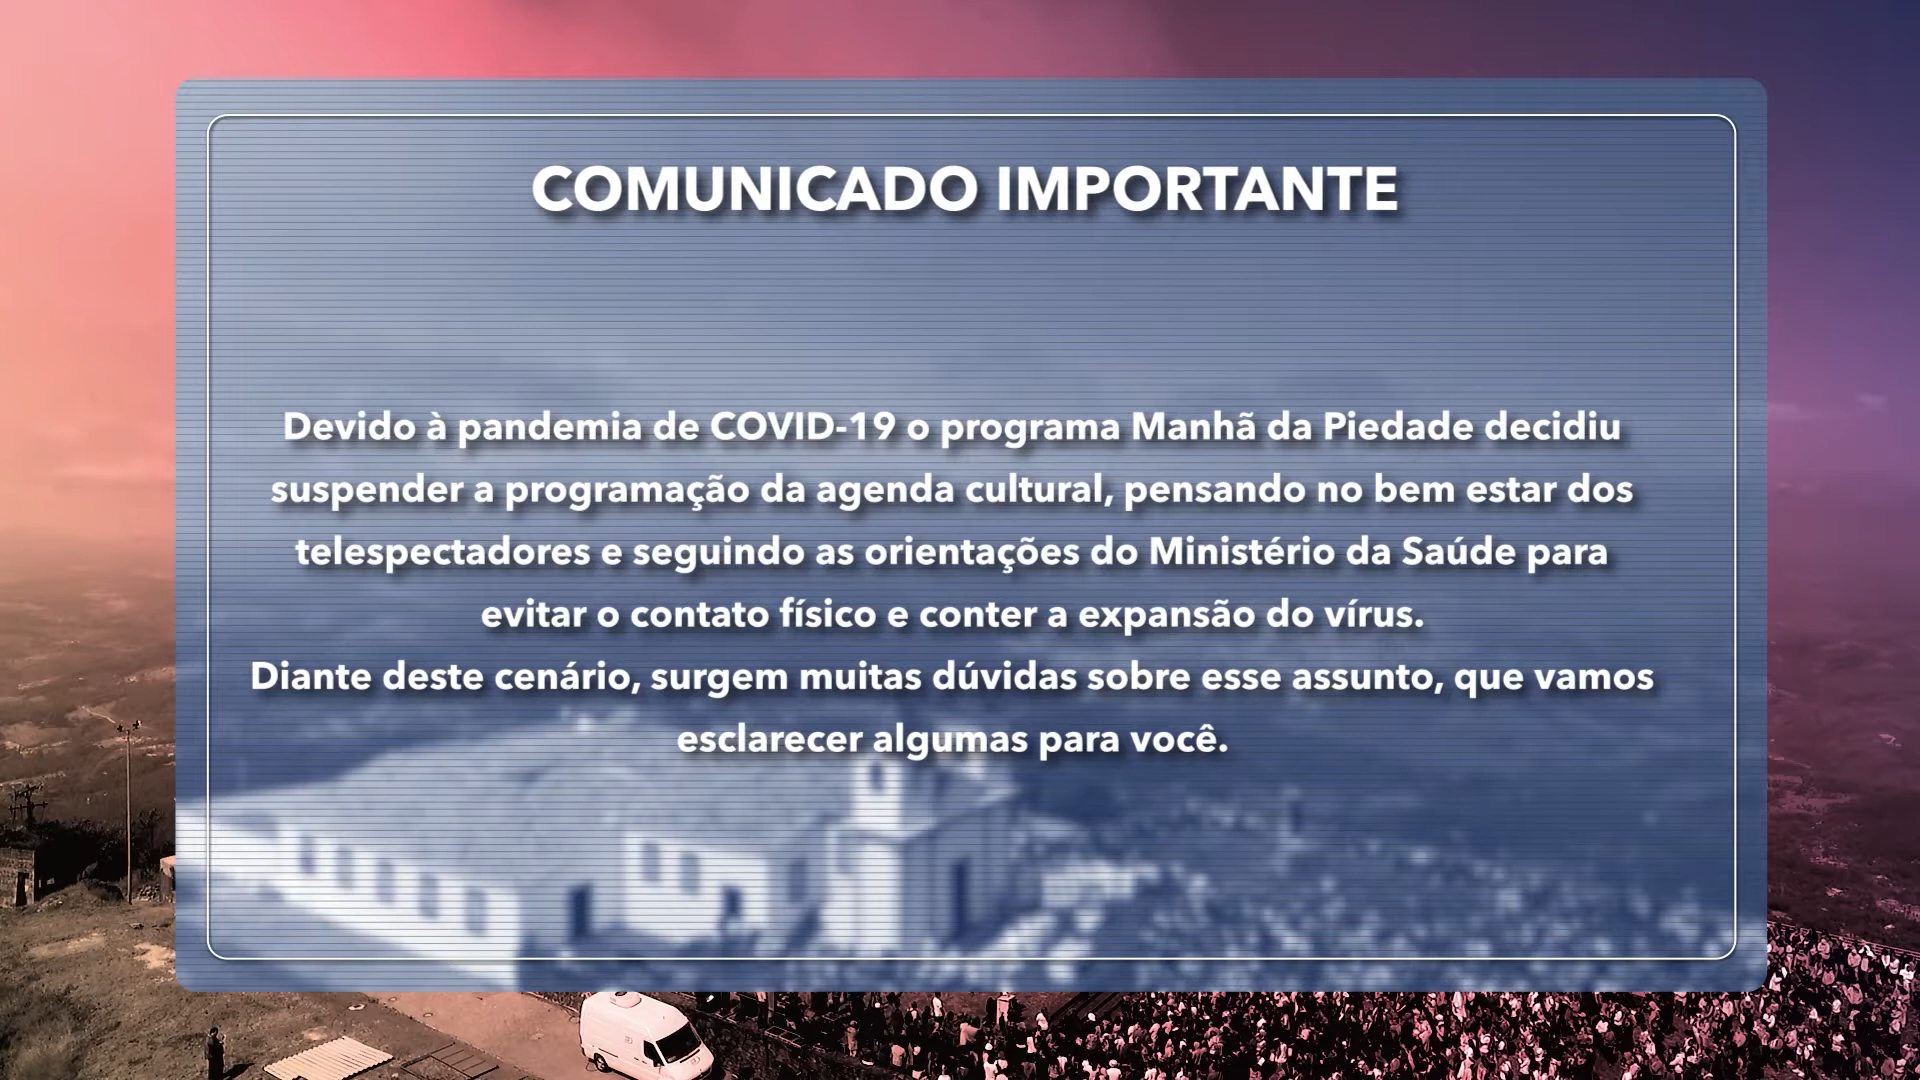 COMUNICADO IMPORTANTE
Devido à pandemia de COVID-19 o programa Manhã da Piedade decidiu
suspender a programação da agenda cultural, pensando no bem estar dos
telespectadores e seguindo as orientações do Ministério da Saúde para
evitar o contato físico e conter a expansão do vírus.
Diante deste cenário, surgem muitas dúvidas sobre esse assunto, que vamos
esclarecer algumas para você.